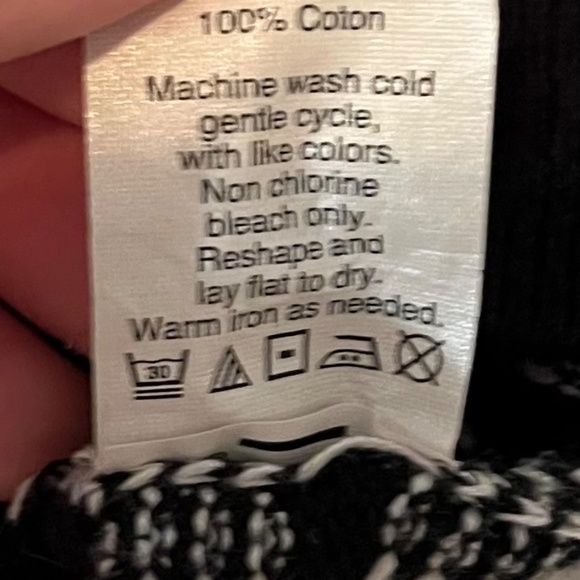 100% Coton
Machine wash cold
gentle cycle,
with like colors.
Non chlorine
bleach only.
Reshape and
lay flat to dry.
Warm iron as needed.
30